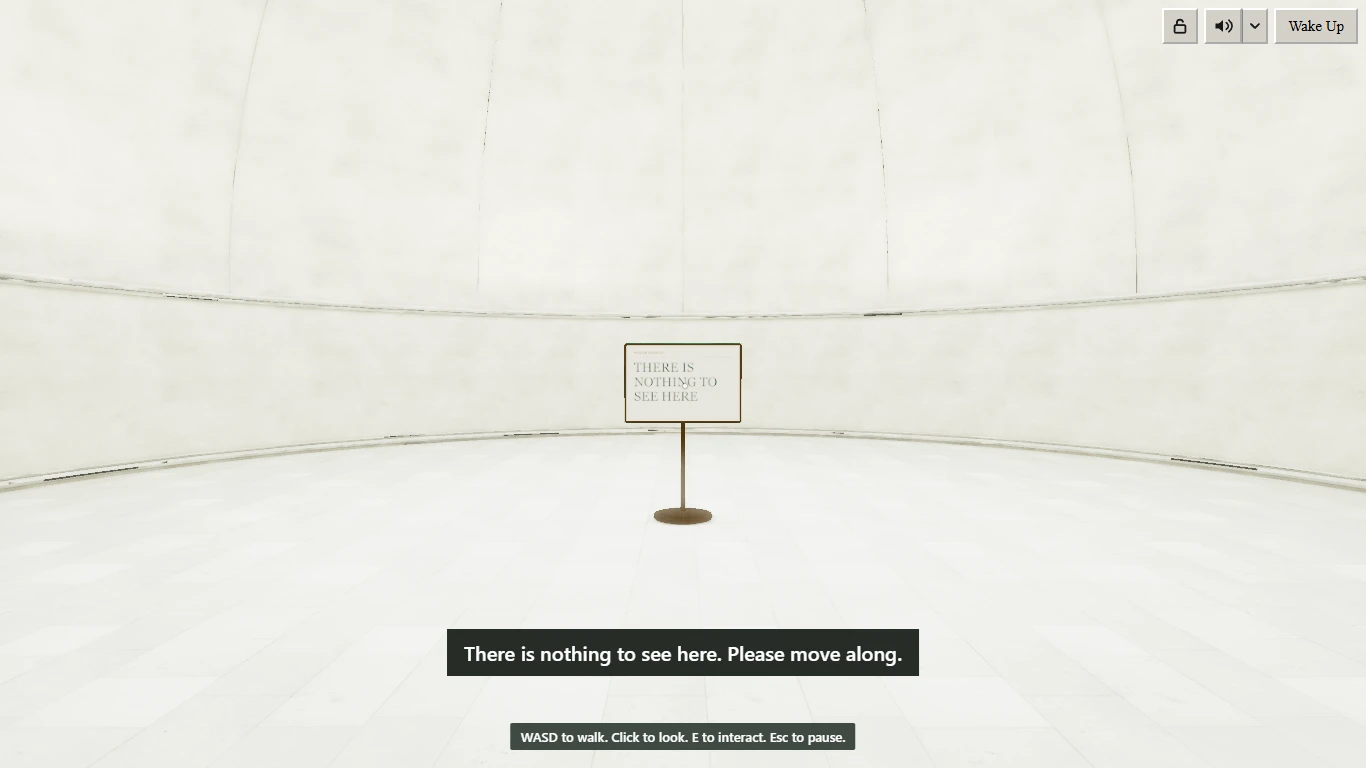 Wake Up
THERE IS
NOTHING TO
SEE HERE
There is nothing to see here. Please move along.
WASD to walk. Click to look. E to interact. Esc to pause.